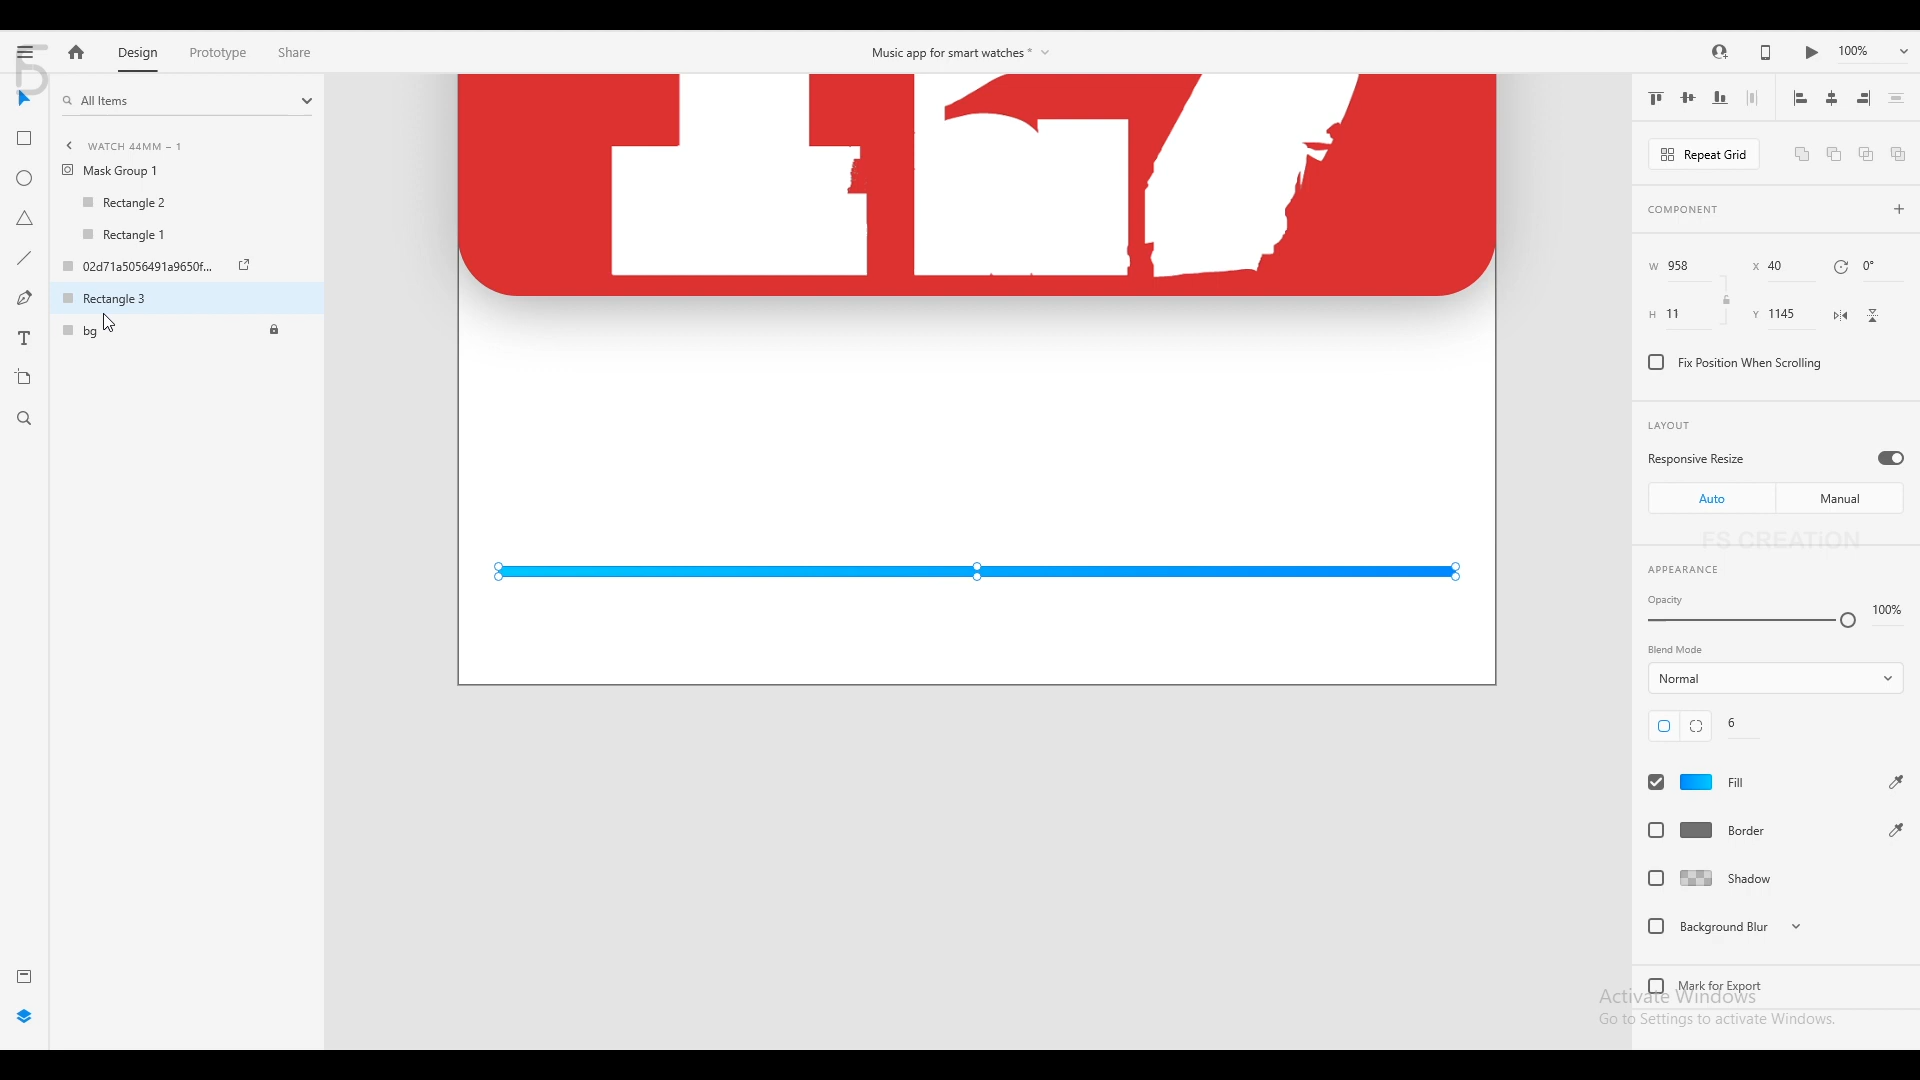 Design
Prototype
Share
Music app for smart watches *
100%
All Items
WATCH 44MM – 1
Mask Group 1
Rectangle 2
Rectangle 1
02d71a5056491a9650f...
Rectangle 3
bg
Repeat Grid
COMPONENT
W 958
X 40
0°
H 11
Y 1145
Fix Position When Scrolling
LAYOUT
Responsive Resize
Auto
Manual
FS CREATiON
APPEARANCE
Opacity
100%
Blend Mode
Normal
6
Fill
Border
Shadow
Background Blur
Mark for Export
Activate Windows
Go to Settings to activate Windows.